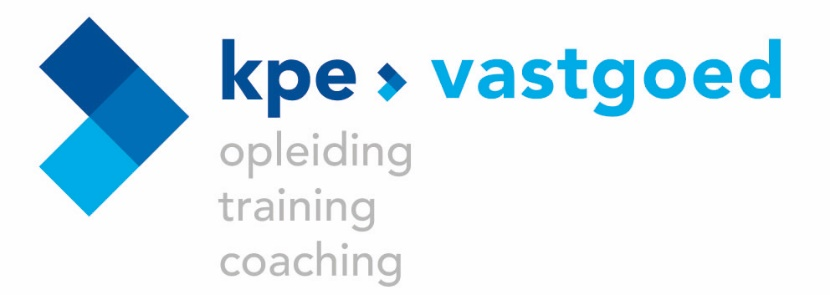 kpe vastgoed
opleiding
training
coaching